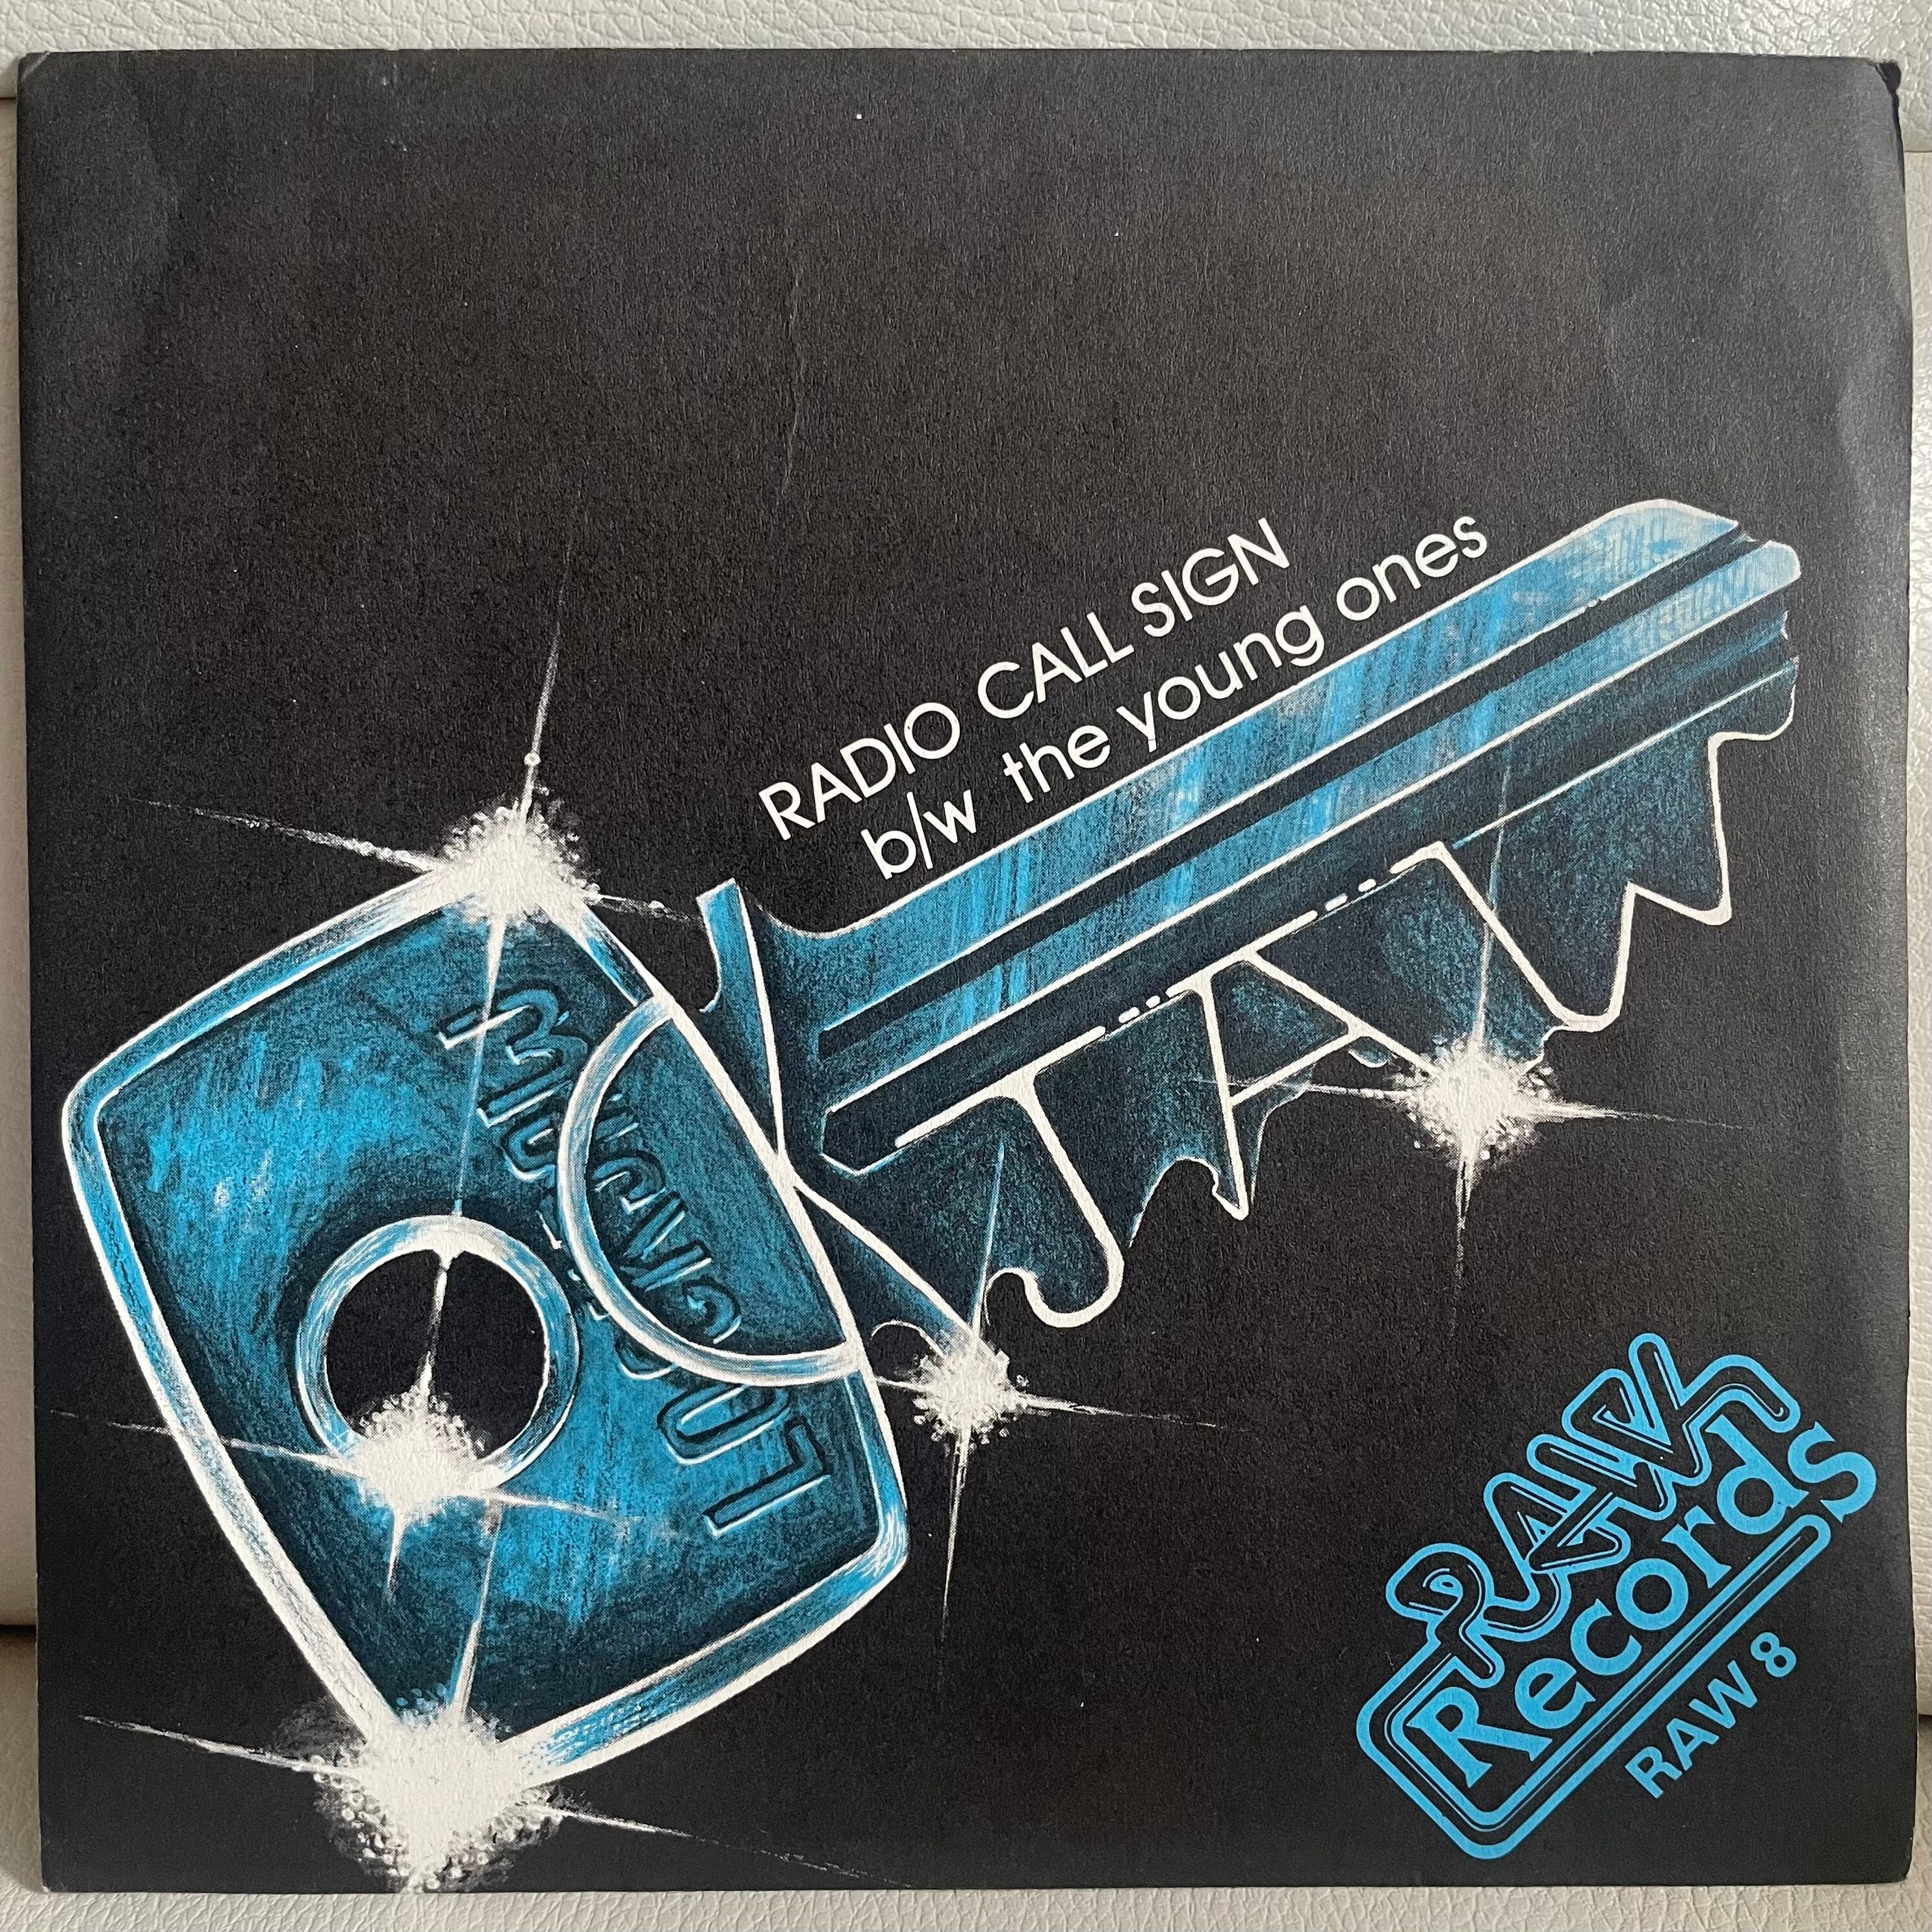 RADIO CALL SIGN
b/w the young ones
LOCKJAW
RAW
Records
RAW 8